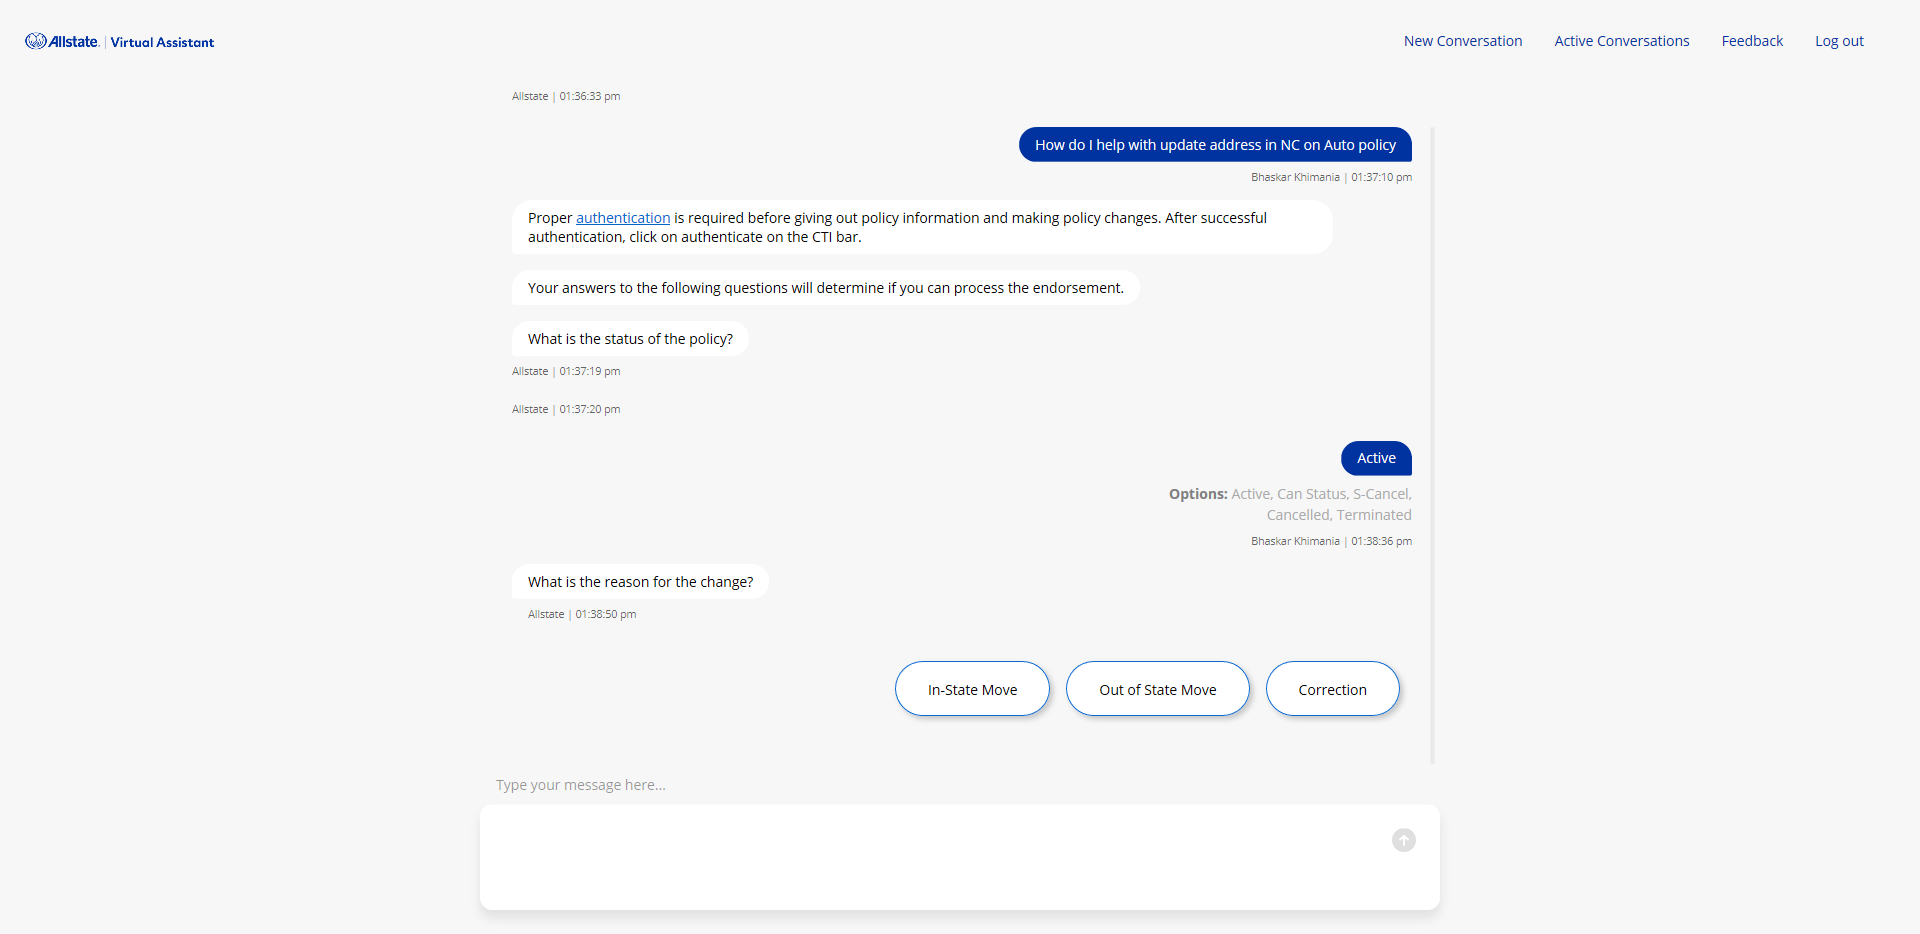 Allstate. | Virtual Assistant
New Conversation
Active Conversations
Feedback
Log out
Allstate | 01:36:33 pm
How do I help with update address in NC on Auto policy
Bhaskar Khimania | 01:37:10 pm
Proper authentication is required before giving out policy information and making policy changes. After successful
authentication, click on authenticate on the CTI bar.
Your answers to the following questions will determine if you can process the endorsement.
What is the status of the policy?
Allstate | 01:37:19 pm
Allstate | 01:37:20 pm
Active
Options: Active, Can Status, S-Cancel,
Cancelled, Terminated
Bhaskar Khimania | 01:38:36 pm
What is the reason for the change?
Allstate | 01:38:50 pm
In-State Move
Out of State Move
Correction
Type your message here...